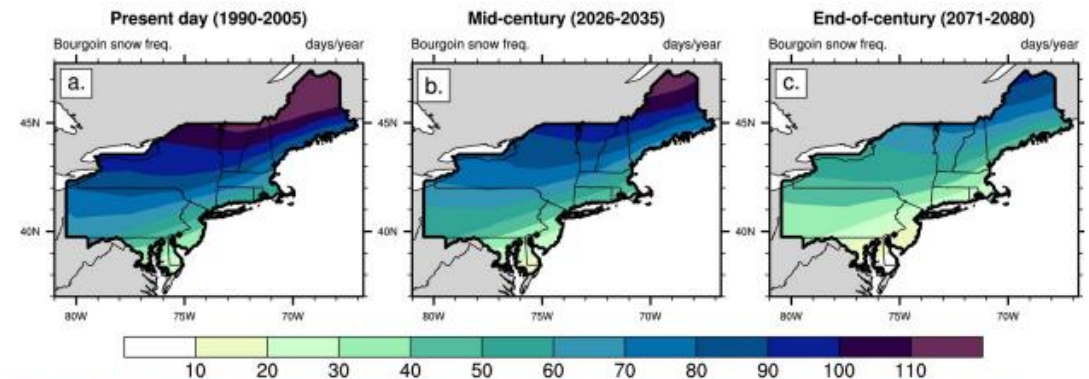 Present day (1990-2005) Mid-century (2026-2035) End-of-century (2071-2080)
Bourgoin snow freq. days/year Bourgoin snow freq. days/year Bourgoin snow freq. days/year
a. b. c.
45N 45N 45N
40N 40N 40N
80W 75W 70W 80W 75W 70W 80W 75W 70W
10 20 30 40 50 60 70 80 90 100 110